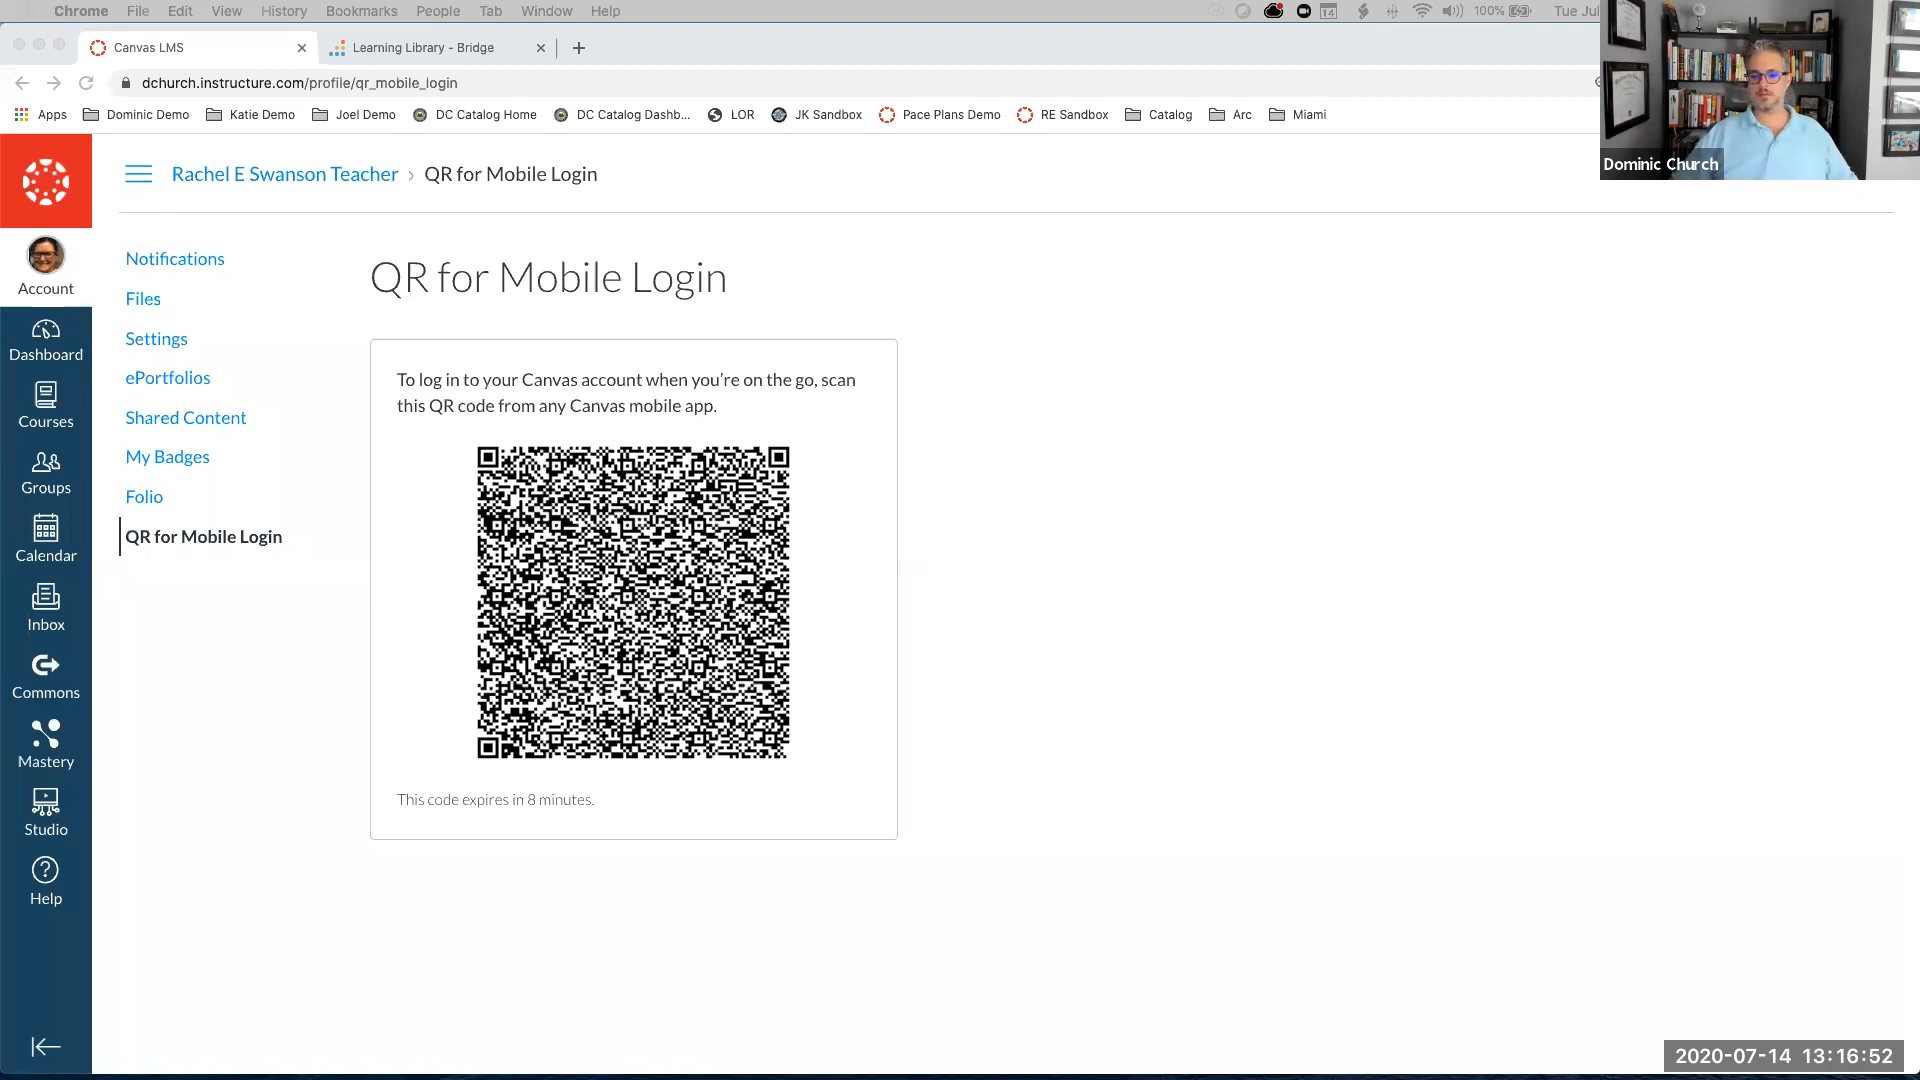 Chrome File Edit View History Bookmarks People Tab Window Help 14 100% Tue Jul
Canvas LMS Learning Library - Bridge
dchurch.instructure.com/profile/qr_mobile_login
Apps Dominic Demo Katie Demo Joel Demo DC Catalog Home DC Catalog Dashb... LOR JK Sandbox Pace Plans Demo RE Sandbox Catalog Arc Miami
Dominic Church
Rachel E Swanson Teacher › QR for Mobile Login
Account
Dashboard
Courses
Groups
Calendar
Inbox
Commons
Mastery
Studio
Help
Notifications
Files
Settings
ePortfolios
Shared Content
My Badges
Folio
QR for Mobile Login
QR for Mobile Login
To log in to your Canvas account when you're on the go, scan
this QR code from any Canvas mobile app.
This code expires in 8 minutes.
2020-07-14 13:16:52